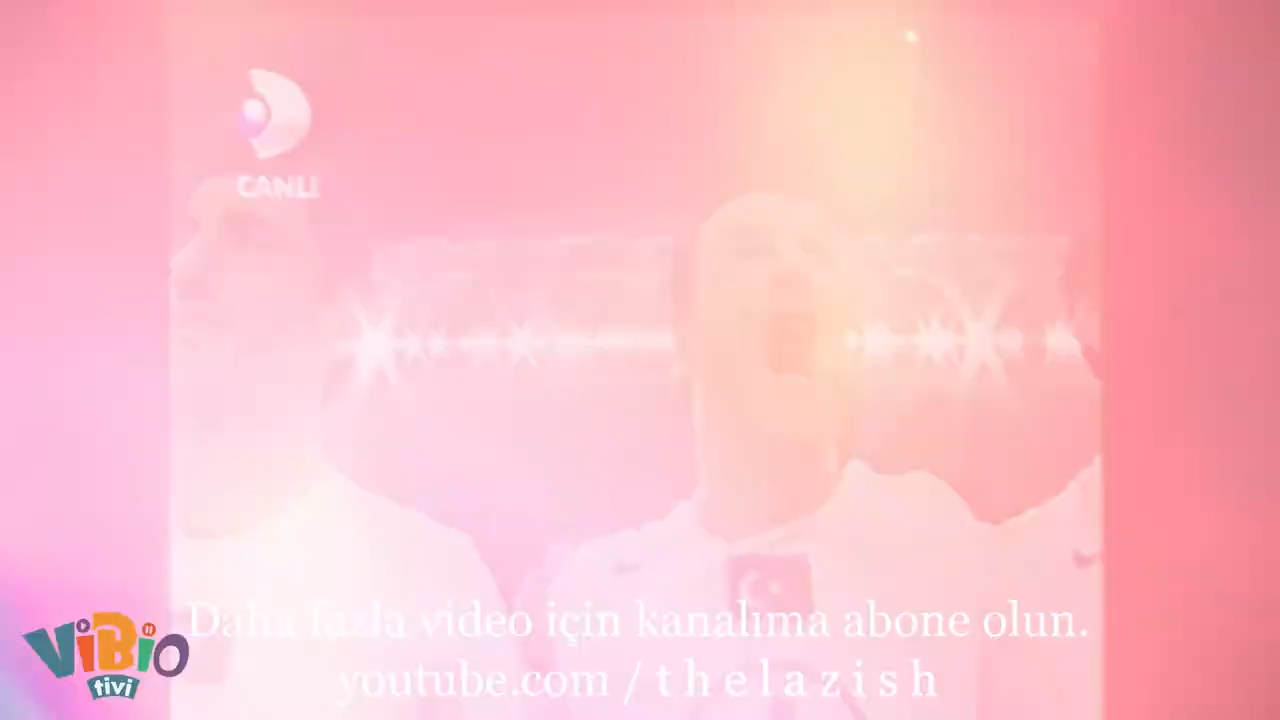 CANLI
Daha fazla video için kanalıma abone olun.
youtube.com / t h e l a z i s h
ViBiO
tivi